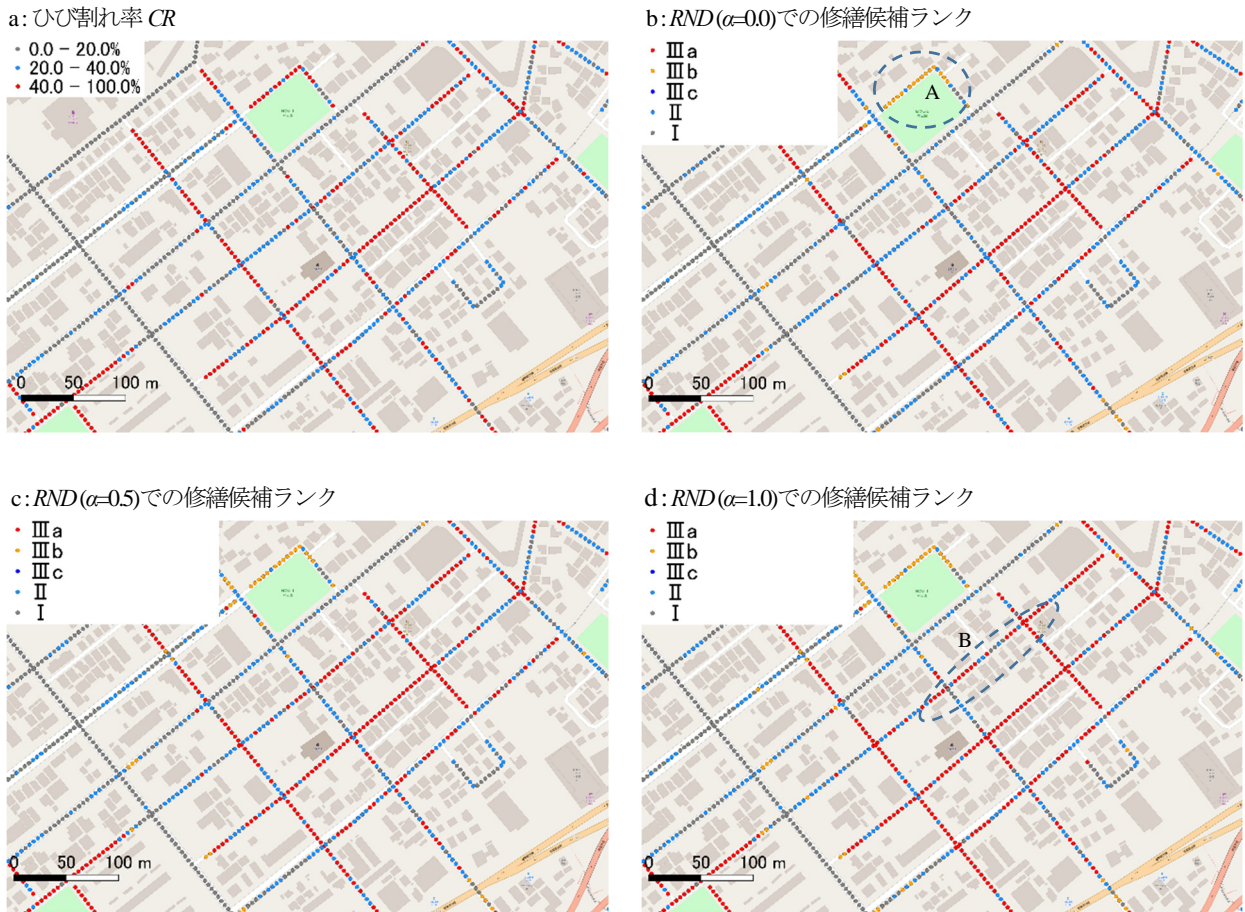 a:ひび割れ率 CR
0.0 − 20.0%
20.0 − 40.0%
40.0 − 100.0%
0 50 100 m
b:RND(α=0.0)での修繕候補ランク
Ⅲa
Ⅲb
Ⅲc
Ⅱ
Ⅰ
A
0 50 100 m
c:RND(α=0.5)での修繕候補ランク
Ⅲa
Ⅲb
Ⅲc
Ⅱ
Ⅰ
0 50 100 m
d:RND(α=1.0)での修繕候補ランク
Ⅲa
Ⅲb
Ⅲc
Ⅱ
Ⅰ
B
0 50 100 m